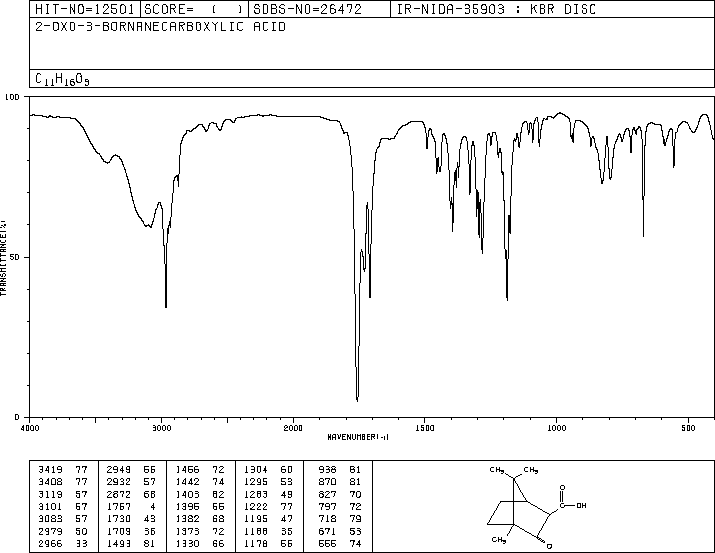 HIT-NO=12501 SCORE= ( ) SDBS-NO=26472 IR-NIDA-35903 : KBR DISC
2-OXO-3-BORNANECARBOXYLIC ACID
C11H16O3
100
50
0
TRANSMITTANCE(%)
4000 3000 2000 1500 1000 500
WAVENUMBER(-1)
3419 77 2949 66 1456 72 1304 60 938 81
3408 77 2932 57 1442 74 1295 53 870 81
3119 57 2872 68 1403 62 1283 49 827 70
3101 67 1757 4 1396 55 1222 77 797 72
3083 57 1730 43 1382 68 1195 47 718 79
2979 50 1709 36 1373 72 1188 35 671 53
2966 33 1493 81 1330 66 1178 55 555 74
CH3 CH3
O
C OH
CH3
O